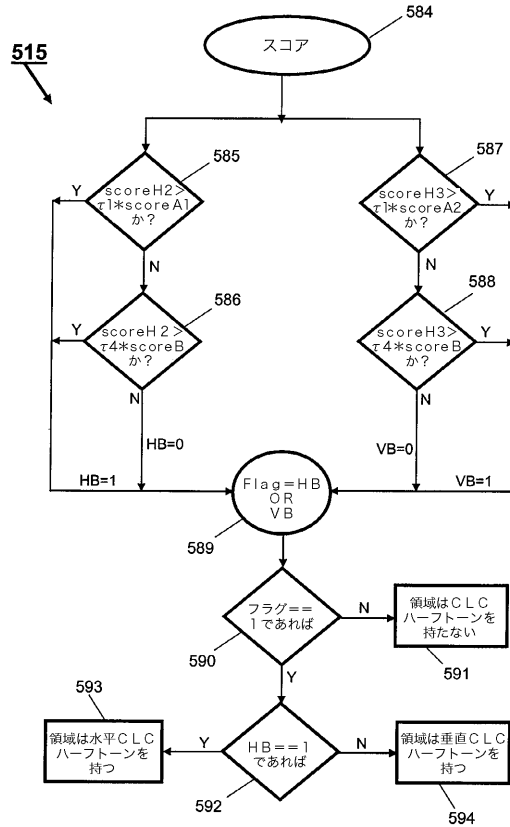 584
スコア
515
585
587
Y
scoreH2>
τ1*scoreA1
か?
scoreH3>
τ1*scoreA2
か?
Y
N
N
586
588
Y
scoreH2>
τ4*scoreB
か?
scoreH3>
τ4*scoreB
か?
Y
N
N
HB=0
VB=0
HB=1
VB=1
Flag=HB
OR
VB
589
フラグ==
1であれば
N
領域はCLC
ハーフトーンを
持たない
590
591
Y
593
領域は水平CLC
ハーフトーンを
持つ
Y
HB==1
であれば
N
領域は垂直CLC
ハーフトーンを
持つ
592
594